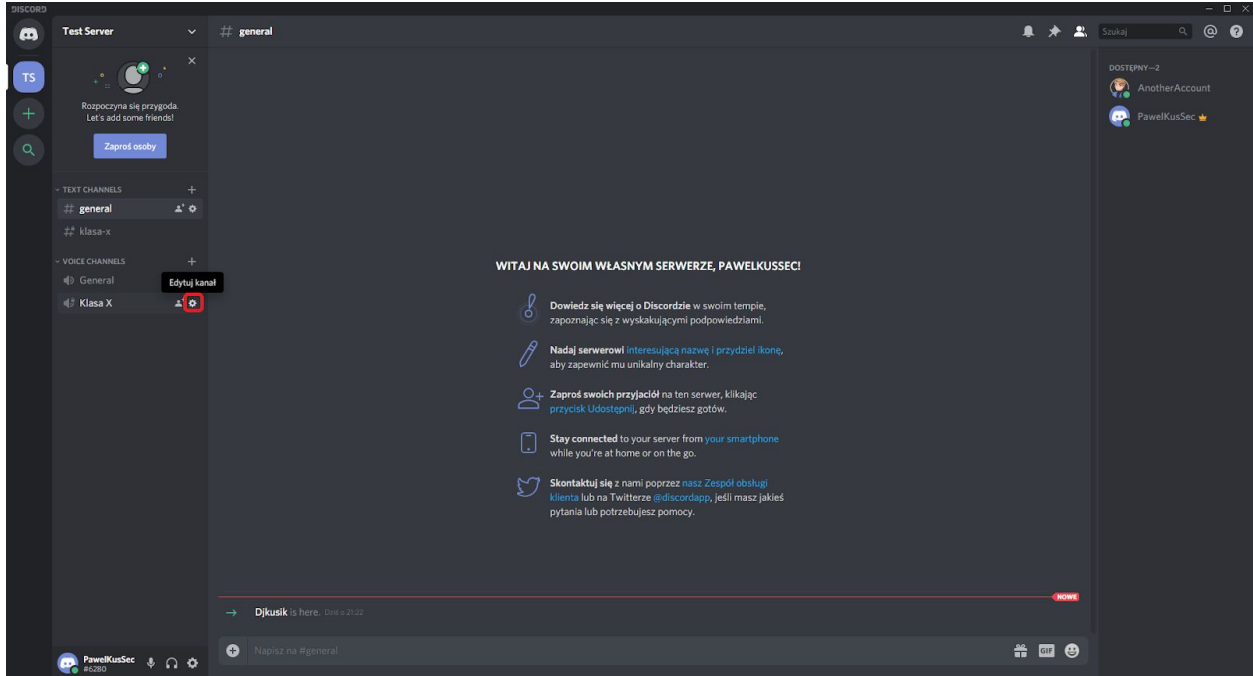 DISCORD
Test Server
general
Szukaj
TS
Rozpoczyna się przygoda.
Let's add some friends!
Zaproś osoby
TEXT CHANNELS
general
klasa-x
VOICE CHANNELS
General
Edytuj kanał
Klasa X
WITAJ NA SWOIM WŁASNYM SERWERZE, PAWELKUSSEC!
Dowiedz się więcej o Discordzie w swoim tempie,
zapoznając się z wyskakującymi podpowiedziami.
Nadaj serwerowi interesującą nazwę i przydziel ikonę,
aby zapewnić mu unikalny charakter.
Zaproś swoich przyjaciół na ten serwer, klikając
przycisk Udostępnij, gdy będziesz gotów.
Stay connected to your server from your smartphone
while you're at home or on the go.
Skontaktuj się z nami poprzez nasz Zespół obsługi
klienta lub na Twitterze @discordapp, jeśli masz jakieś
pytania lub potrzebujesz pomocy.
NOWE
Djkusik is here. Dziś o 21:22
Napisz na #general
GIF
PawelKusSec
#6280
DOSTĘPNY—2
AnotherAccount
PawelKusSec